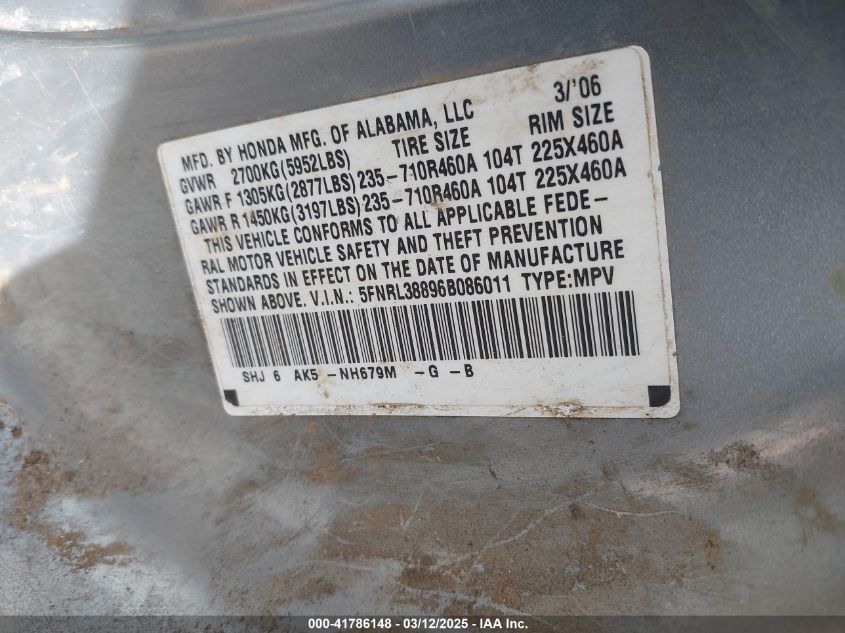 MFD. BY HONDA MFG. OF ALABAMA, LLC 3/'06
GVWR 2700KG(5952LBS) TIRE SIZE RIM SIZE
GAWR F 1305KG(2877LBS) 235-710R460A 104T 225X460A
GAWR R 1450KG(3197LBS) 235-710R460A 104T 225X460A
THIS VEHICLE CONFORMS TO ALL APPLICABLE FEDE-
RAL MOTOR VEHICLE SAFETY AND THEFT PREVENTION
STANDARDS IN EFFECT ON THE DATE OF MANUFACTURE
SHOWN ABOVE. V.I.N.: 5FNRL38896B086011 TYPE:MPV
SHJ 6 AK5 -NH679M -G -B
000-41786148 - 03/12/2025 - IAA Inc.